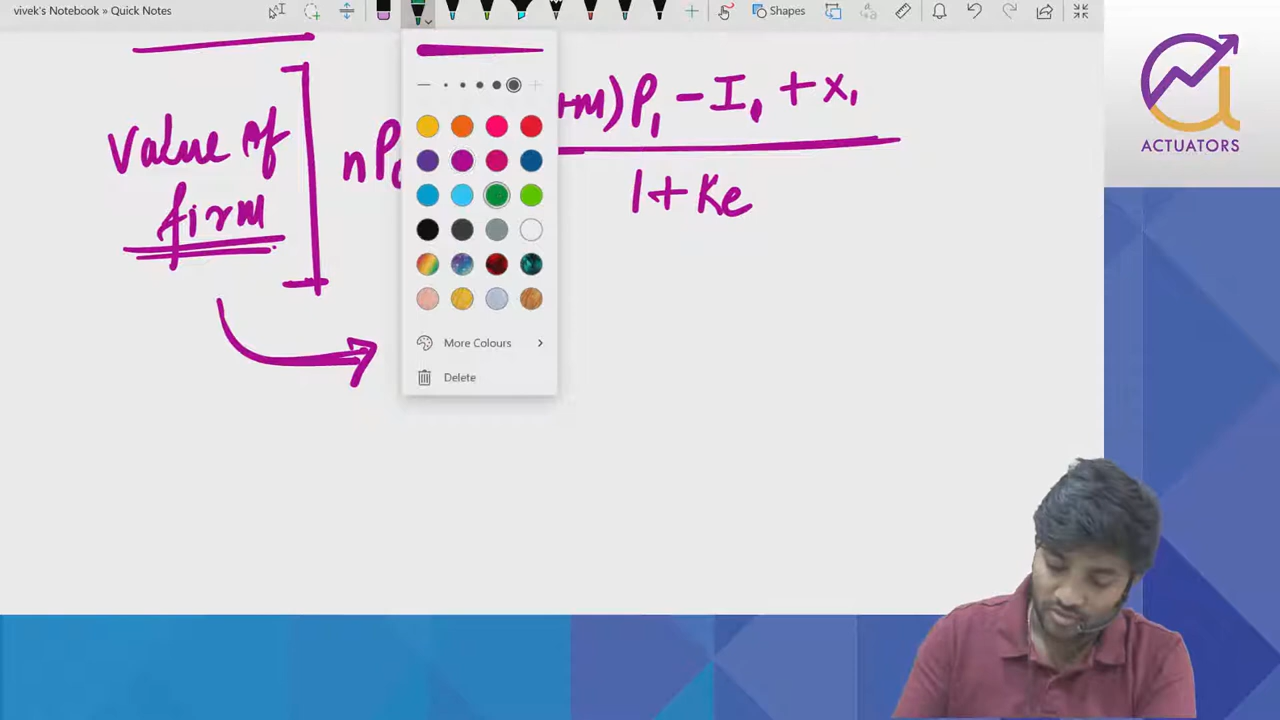 vivek's Notebook » Quick Notes
Shapes
ACTUATORS
Value of
firm
nP
+m) P₁ - I₁ + x₁
1 + Ke
More Colours
Delete